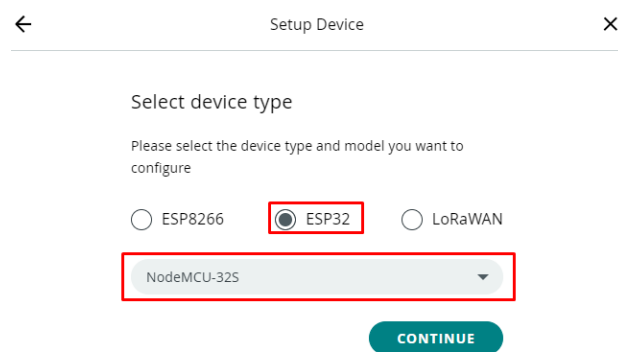 Setup Device
Select device type
Please select the device type and model you want to
configure
ESP8266 ESP32 LoRaWAN
NodeMCU-32S
CONTINUE